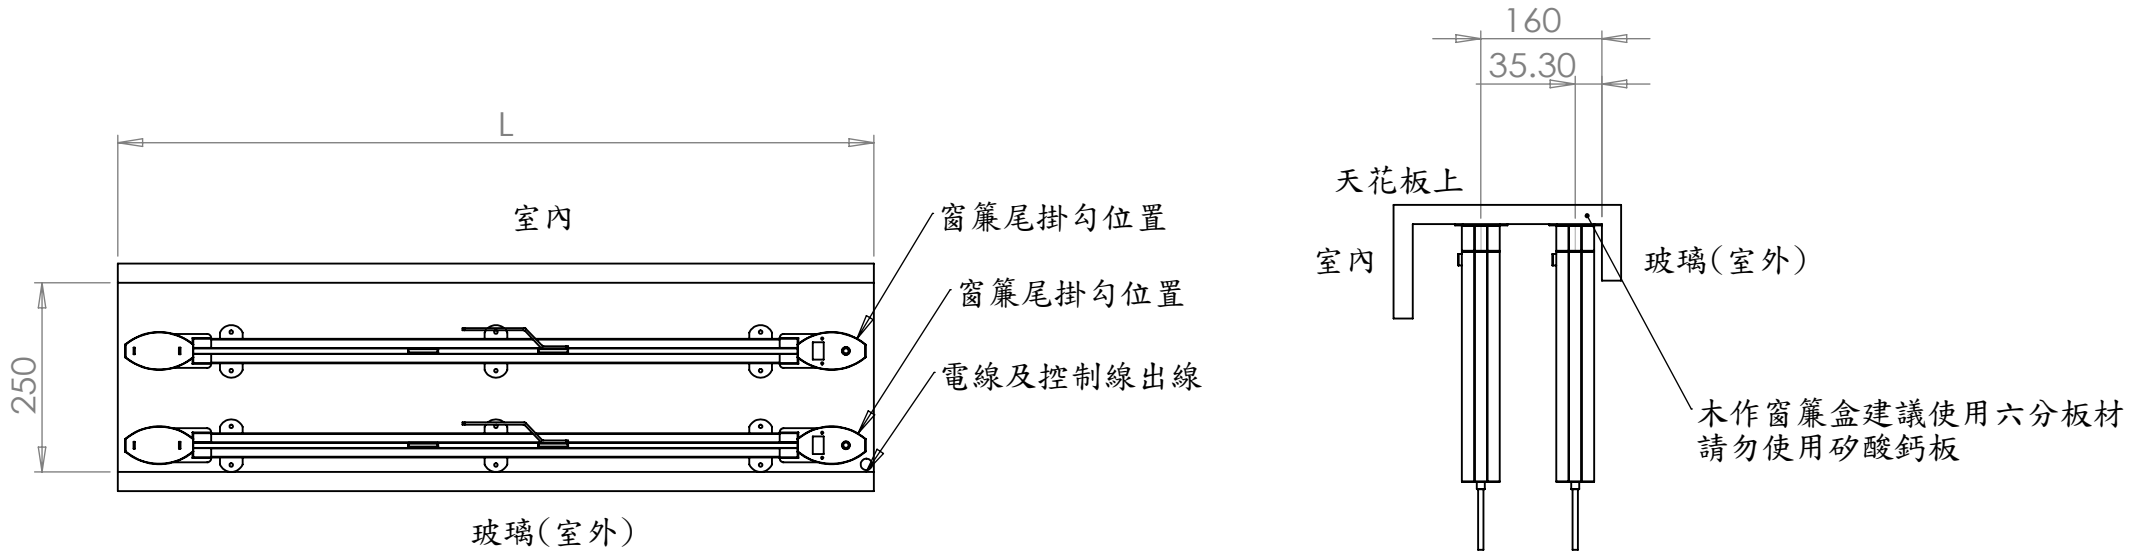 L
室內
250
窗簾尾掛勾位置
窗簾尾掛勾位置
電線及控制線出線
玻璃(室外)
160
35.30
天花板上
室內
玻璃(室外)
木作窗簾盒建議使用六分板材
請勿使用矽酸鈣板